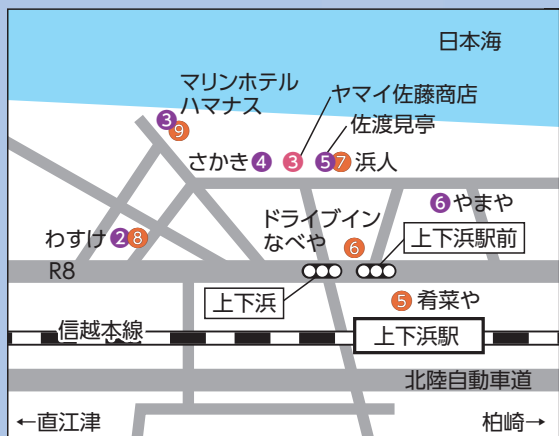 日本海
マリンホテル
ハマナス
③
⑨
ヤマイ佐藤商店
佐渡見亭
さかき④
③
⑤⑦浜人
⑥やまや
ドライブイン
なべや
⑥
上下浜駅前
わすけ②⑧
R8
上下浜
⑤肴菜や
信越本線
上下浜駅
北陸自動車道
←直江津
柏崎→